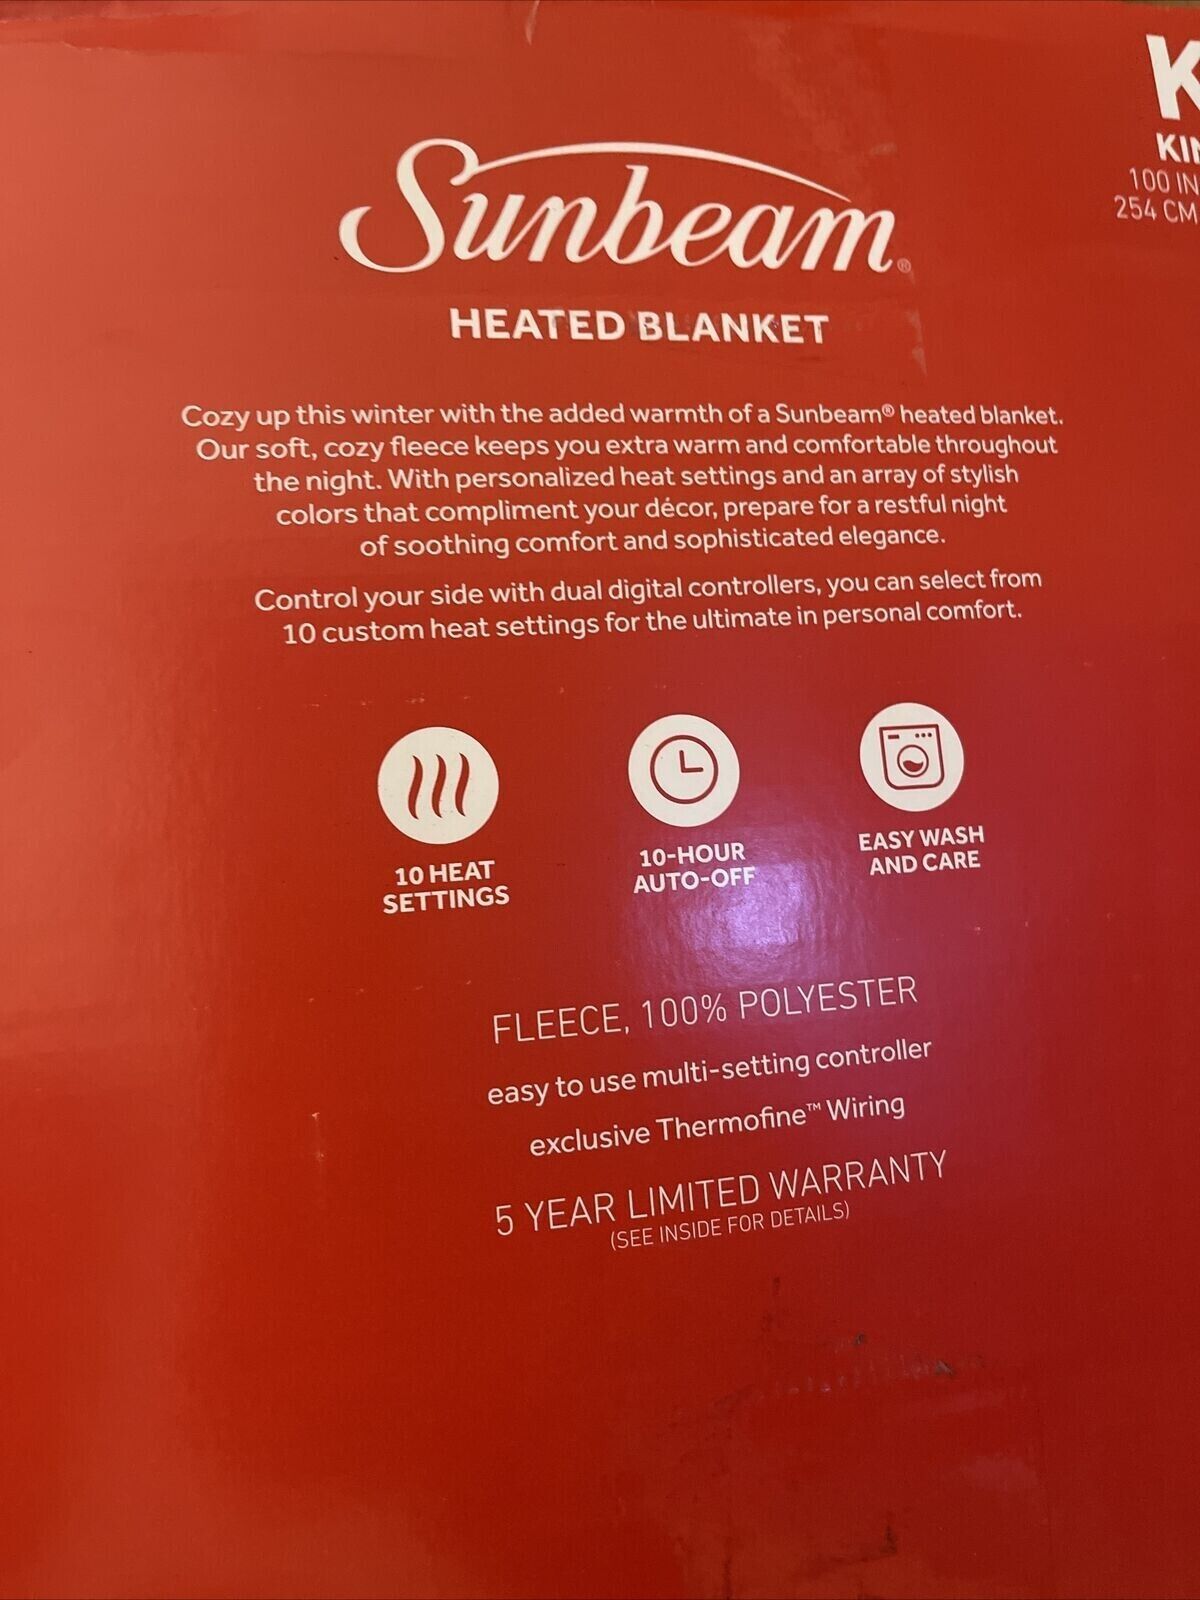 K
100 IN
254 CM
Sunbeam®
HEATED BLANKET
Cozy up this winter with the added warmth of a Sunbeam® heated blanket.
Our soft, cozy fleece keeps you extra warm and comfortable throughout
the night. With personalized heat settings and an array of stylish
colors that compliment your décor, prepare for a restful night
of soothing comfort and sophisticated elegance.
Control your side with dual digital controllers, you can select from
10 custom heat settings for the ultimate in personal comfort.
10 HEAT
SETTINGS
10-HOUR
AUTO-OFF
EASY WASH
AND CARE
FLEECE, 100% POLYESTER
easy to use multi-setting controller
exclusive Thermofine™ Wiring
5 YEAR LIMITED WARRANTY
(SEE INSIDE FOR DETAILS)